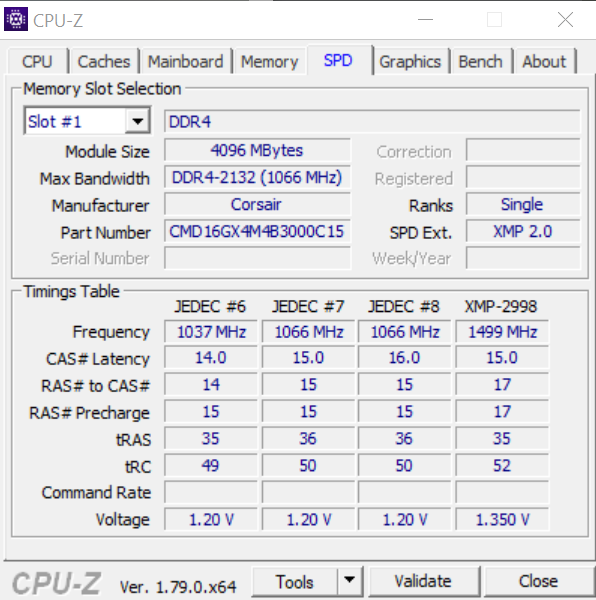 CPU-Z
CPU Caches Mainboard Memory SPD Graphics Bench About
Memory Slot Selection
Slot #1 DDR4
Module Size 4096 MBytes Correction
Max Bandwidth DDR4-2132 (1066 MHz) Registered
Manufacturer Corsair Ranks Single
Part Number CMD16GX4M4B3000C15 SPD Ext. XMP 2.0
Serial Number Week/Year
Timings Table
JEDEC #6 JEDEC #7 JEDEC #8 XMP-2998
Frequency 1037 MHz 1066 MHz 1066 MHz 1499 MHz
CAS# Latency 14.0 15.0 16.0 15.0
RAS# to CAS# 14 15 15 17
RAS# Precharge 15 15 15 17
tRAS 35 36 36 35
tRC 49 50 50 52
Command Rate
Voltage 1.20 V 1.20 V 1.20 V 1.350 V
CPU-Z Ver. 1.79.0.x64 Tools Validate Close